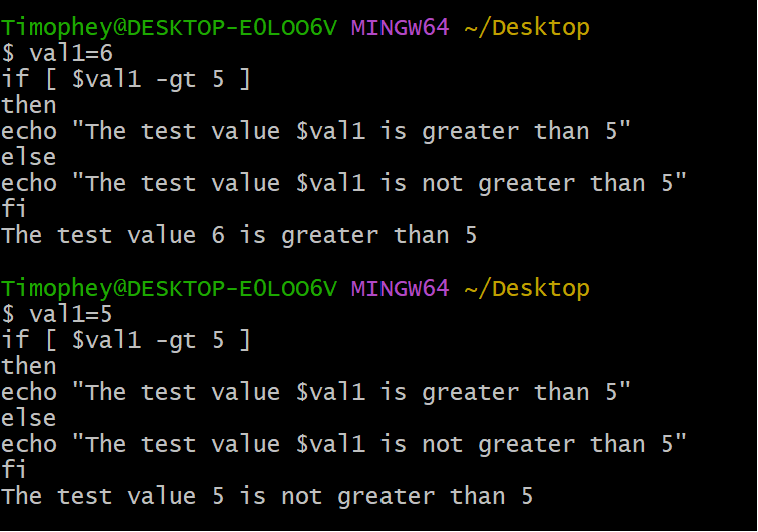 Timophey@DESKTOP-E0LOO6V MINGW64 ~/Desktop
$ val1=6
if [ $val1 -gt 5 ]
then
echo "The test value $val1 is greater than 5"
else
echo "The test value $val1 is not greater than 5"
fi
The test value 6 is greater than 5
Timophey@DESKTOP-E0LOO6V MINGW64 ~/Desktop
$ val1=5
if [ $val1 -gt 5 ]
then
echo "The test value $val1 is greater than 5"
else
echo "The test value $val1 is not greater than 5"
fi
The test value 5 is not greater than 5